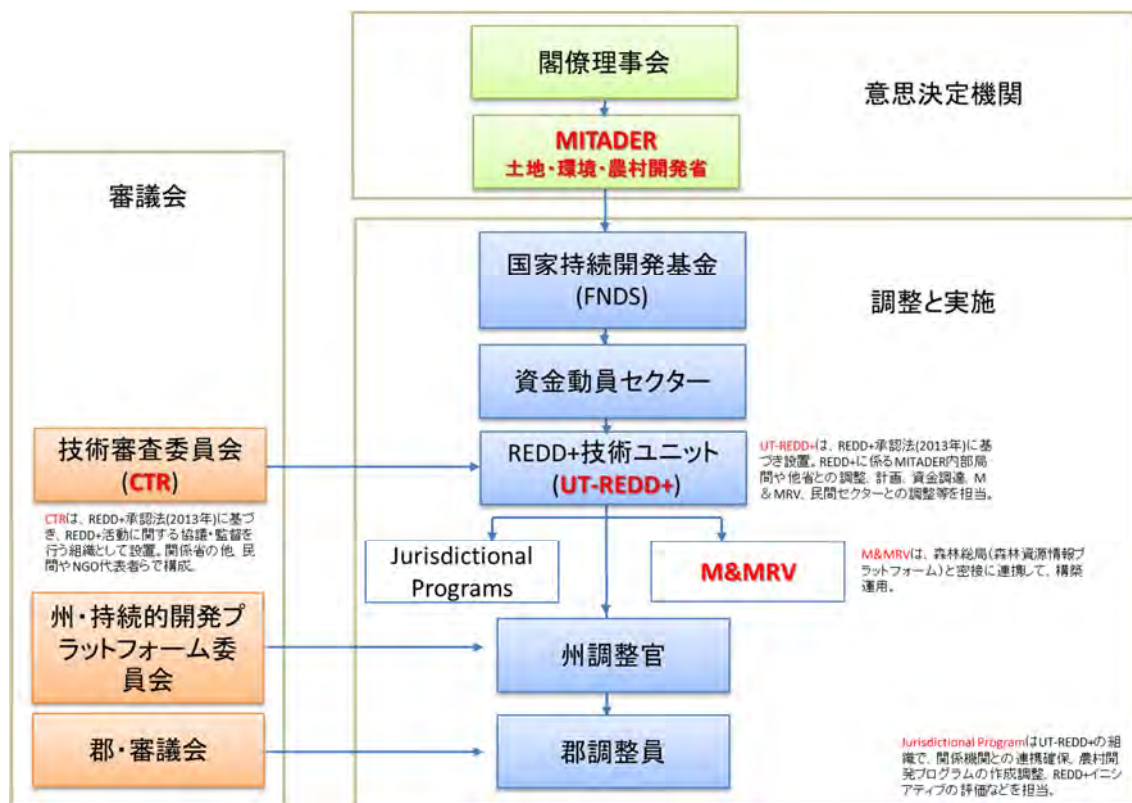 閣僚理事会
意思決定機関
MITADER
土地・環境・農村開発省
審議会
国家持続開発基金
(FNDS)
調整と実施
資金動員セクター
技術審査委員会
(CTR)
REDD+技術ユニット
(UT-REDD+)
UT-REDD+は、REDD+承認法(2013年)に基
づき設置。REDD+に係るMITADER内部局
間や他省との調整、計画、資金調達、M
&MRV、民間セクターとの調整等を担当。
CTRは、REDD+承認法(2013年)に基づ
き、REDD+活動に関する協議・監督を
行う組織として設置。関係省の他、民
間やNGO代表者らで構成。
Jurisdictional
Programs
M&MRV
M&MRVは、森林総局(森林資源情報プ
ラットフォーム)と密接に連携して、構築
運用。
州・持続的開発プ
ラットフォーム委
員会
州調整官
郡・審議会
郡調整員
Jurisdictional ProgramはUT-REDD+の組
織で、関係機関との連携確保、農村開
発プログラムの作成調整、REDD+イニシ
アティブの評価などを担当。